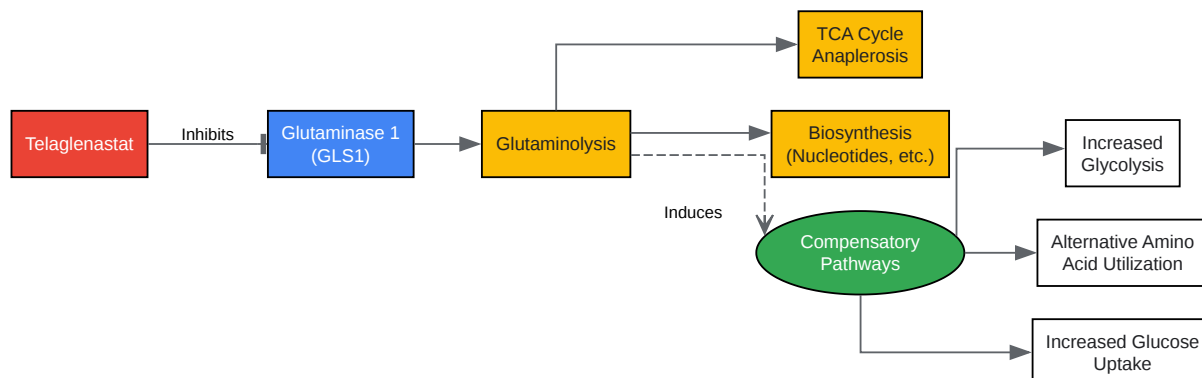 TCA Cycle
Anaplerosis
Telaglenastat
Inhibits
Glutaminase 1
(GLS1)
Glutaminolysis
Biosynthesis
(Nucleotides, etc.)
Increased
Glycolysis
Induces
Compensatory
Pathways
Alternative Amino
Acid Utilization
Increased Glucose
Uptake